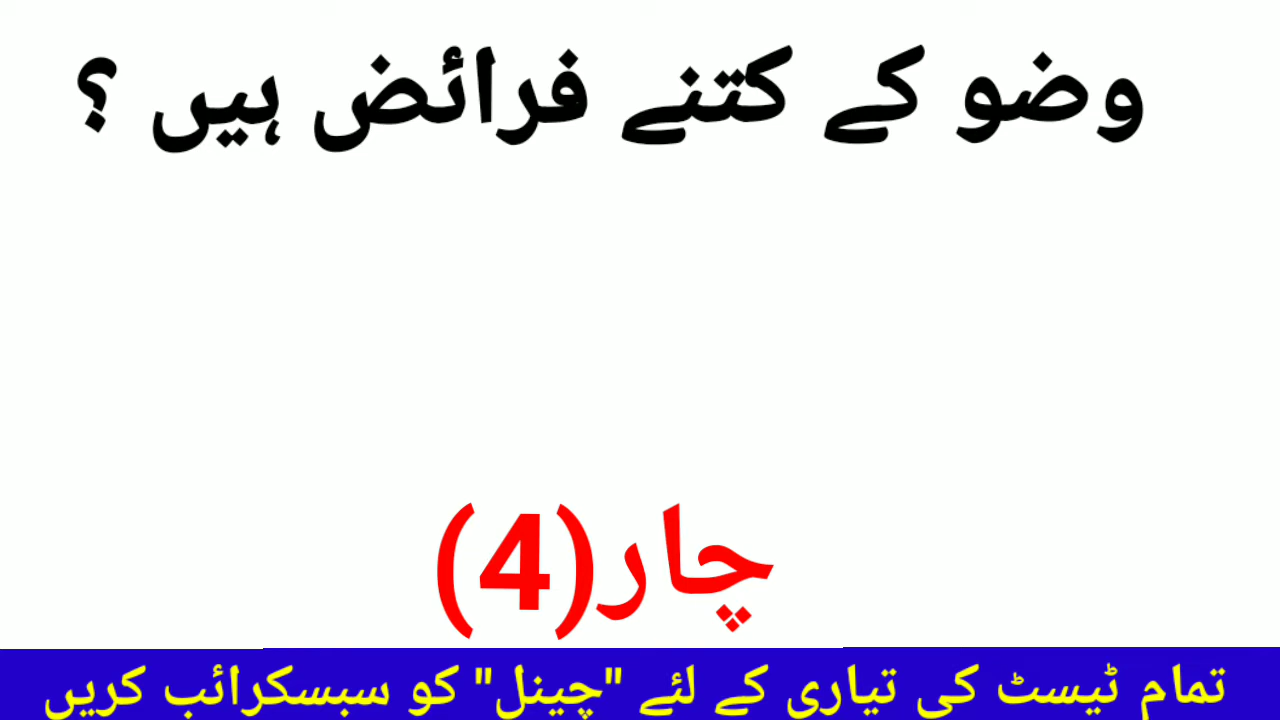 وضو کے کتنے فرائض ہیں ؟
چار(4)
تمام ٹیسٹ کی تیاری کے لئے "چینل" کو سبسکرائب کریں